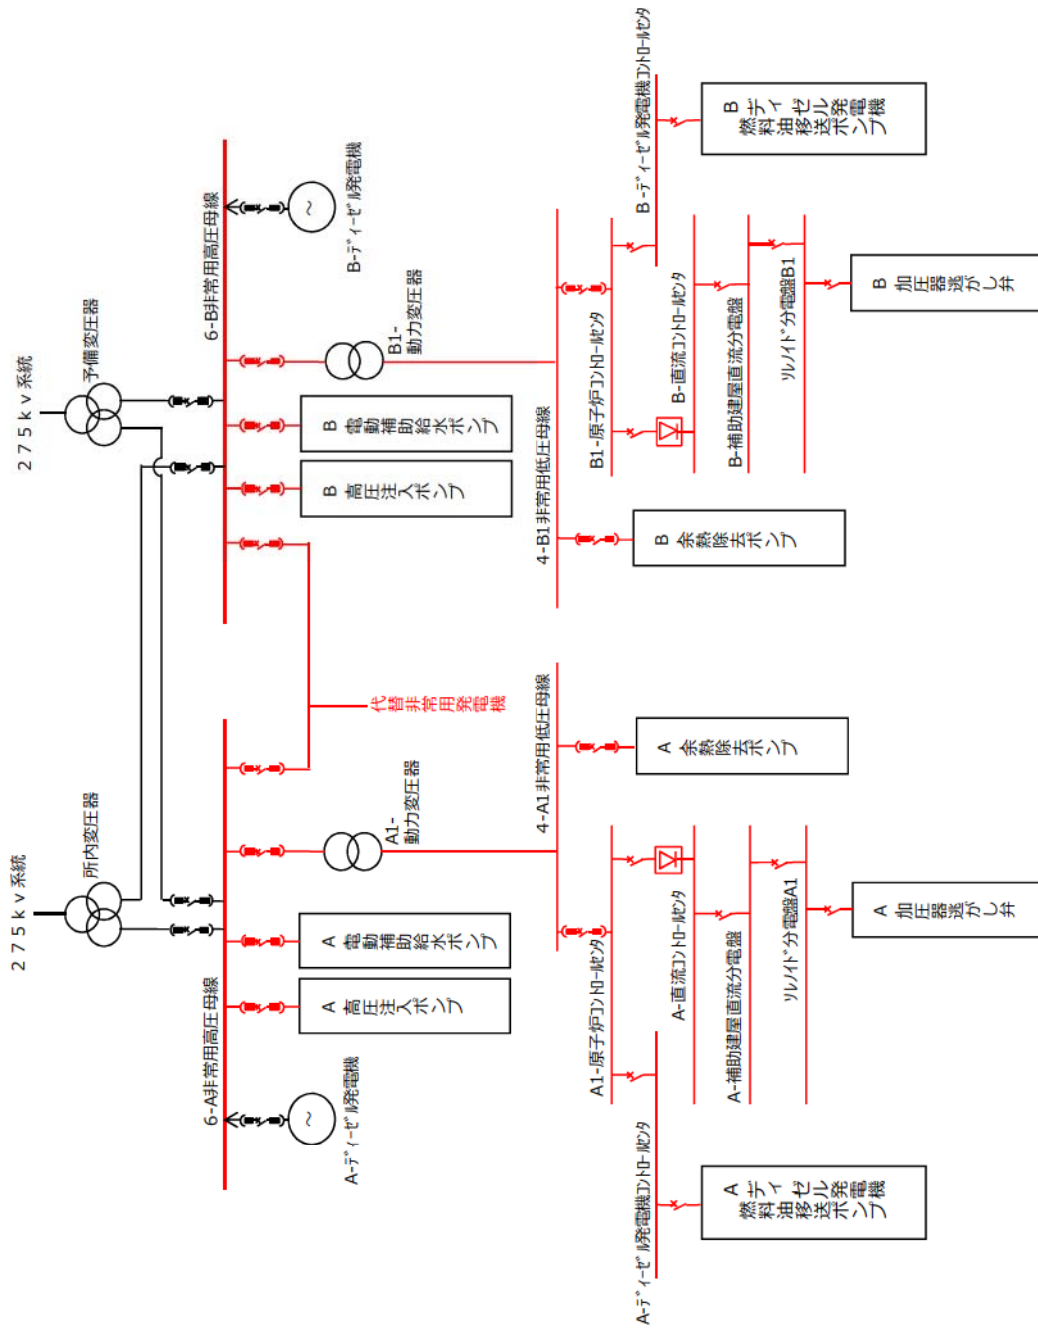 275kv系統
275kv系統
所内変圧器
予備変圧器
6-A非常用高圧母線
6-B非常用高圧母線
A-ﾃﾞｨｰｾﾞﾙ発電機
A
高圧注入ポンプ
A
電動補助給水ポンプ
A1-
動力変圧器
代替非常用発電機
B
高圧注入ポンプ
B
電動補助給水ポンプ
B1-
動力変圧器
B-ﾃﾞｨｰｾﾞﾙ発電機
4-A1非常用低圧母線
4-B1非常用低圧母線
A1-原子炉ｺﾝﾄﾛｰﾙｾﾝﾀ
B1-原子炉ｺﾝﾄﾛｰﾙｾﾝﾀ
A-ﾃﾞｨｰｾﾞﾙ発電機ｺﾝﾄﾛｰﾙｾﾝﾀ
A
余熱除去ポンプ
B
余熱除去ポンプ
B-ﾃﾞｨｰｾﾞﾙ発電機ｺﾝﾄﾛｰﾙｾﾝﾀ
A-直流ｺﾝﾄﾛｰﾙｾﾝﾀ
B-直流ｺﾝﾄﾛｰﾙｾﾝﾀ
A
ディーゼル発電機
燃料油移送ポンプ
B
ディーゼル発電機
燃料油移送ポンプ
A-補助建屋直流分電盤
B-補助建屋直流分電盤
ｿﾚﾉｲﾄﾞ分電盤A1
ｿﾚﾉｲﾄﾞ分電盤B1
A
加圧器逃がし弁
B
加圧器逃がし弁